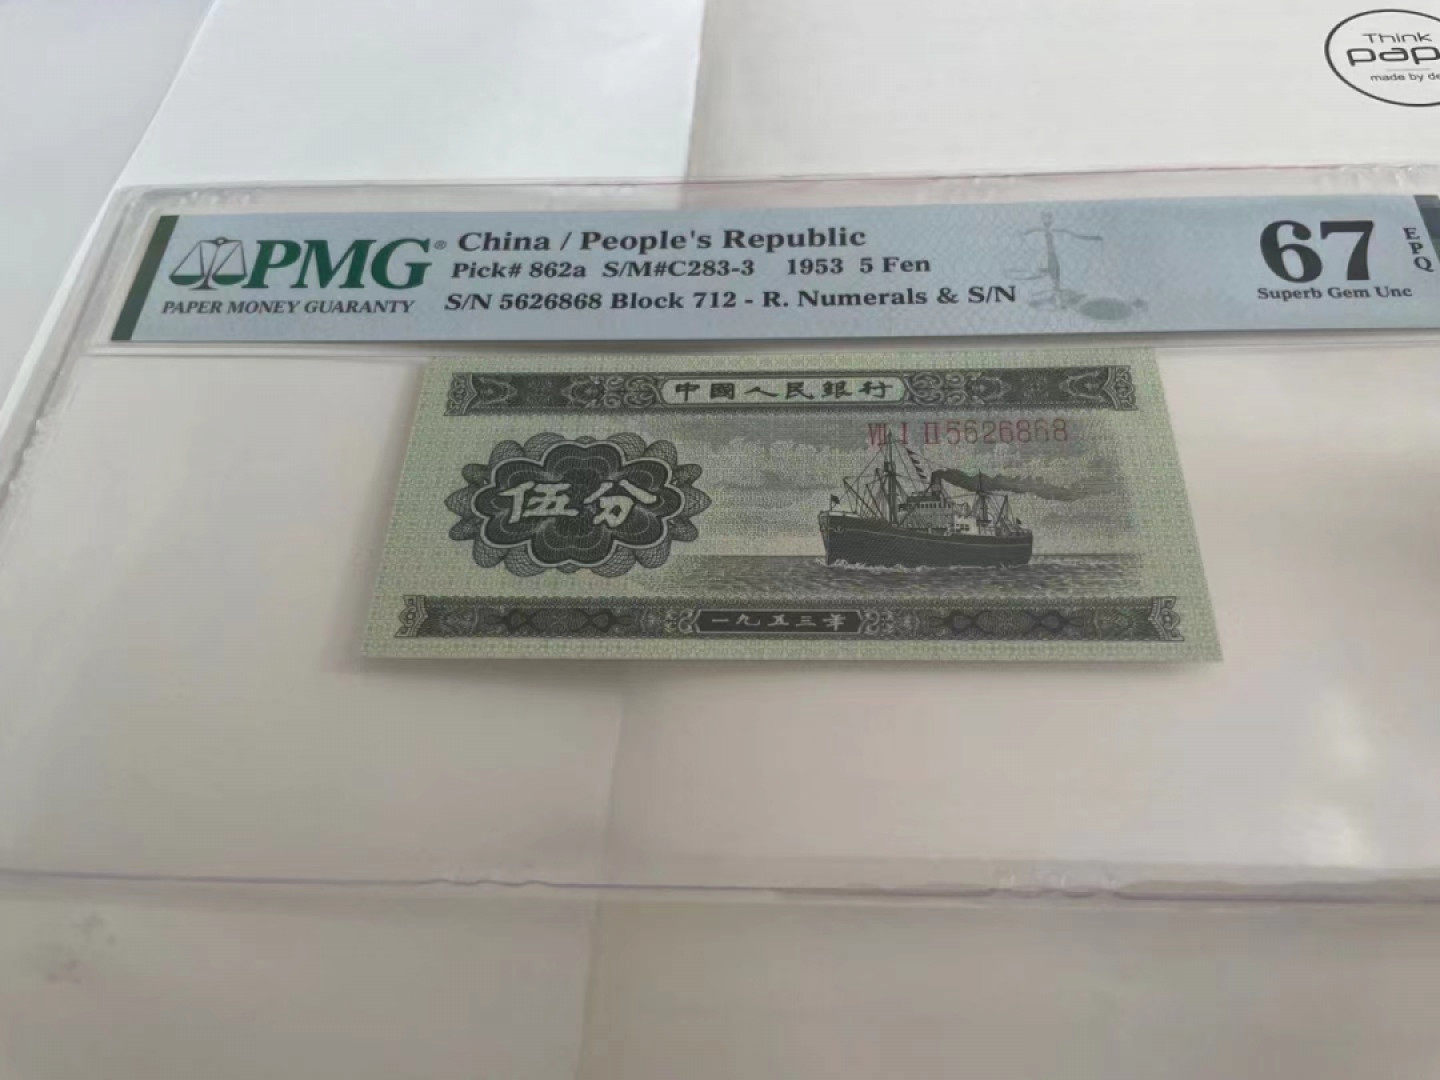 Think
pap
made by de
PMG® China / People's Republic
PAPER MONEY GUARANTY
Pick# 862a S/M#C283-3 1953 5 Fen
S/N 5626868 Block 712 - R. Numerals & S/N
67
EPQ
Superb Gem Unc
中國人民銀行
VII I II 5626868
伍分
一九五三年